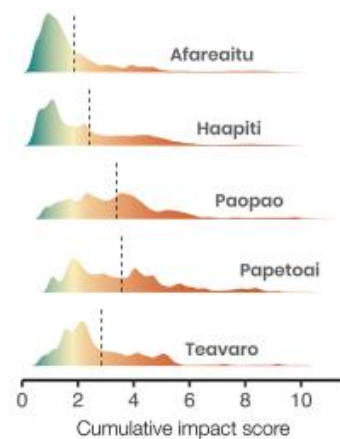 Afareaitu
Haapiti
Paopao
Papetoai
Teavaro
0 2 4 6 8 10
Cumulative impact score